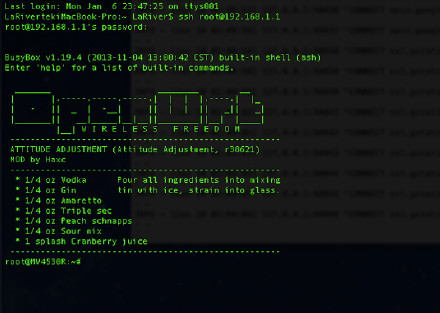 Last login: Mon Jan  6 23:47:25 on ttys001
LaRivertekiMacBook-Pro:~ LaRiver$ ssh root@192.168.1.1
root@192.168.1.1's password:
BusyBox v1.19.4 (2013-11-04 13:00:42 CST) built-in shell (ash)
Enter 'help' for a list of built-in commands.
OpenWrt
W I R E L E S S   F R E E D O M
-----------------------------------------------------
ATTITUDE ADJUSTMENT (Attitude Adjustment, r38621)
MOD by Haxc
-----------------------------------------------------
* 1/4 oz Vodka      Pour all ingredients into mixing
* 1/4 oz Gin        tin with ice, strain into glass.
* 1/4 oz Amaretto
* 1/4 oz Triple sec
* 1/4 oz Peach schnapps
* 1/4 oz Sour mix
* 1 splash Cranberry juice
-----------------------------------------------------
root@MV4530R:~#